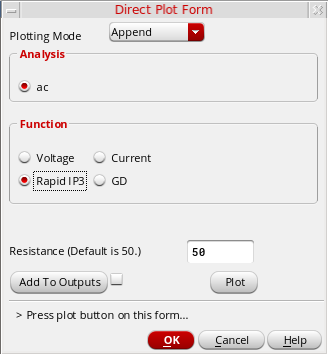 Direct Plot Form
Plotting Mode Append
Analysis
ac
Function
Voltage Current
Rapid IP3 GD
Resistance (Default is 50.) 50
Add To Outputs Plot
> Press plot button on this form...
OK Cancel Help